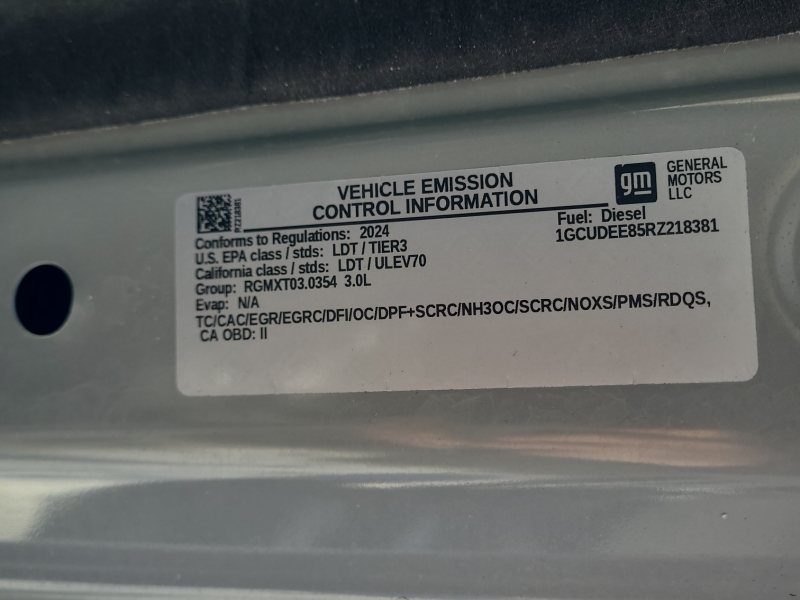 VEHICLE EMISSION
CONTROL INFORMATION
gm
GENERAL
MOTORS
LLC
RZ218381
Conforms to Regulations: 2024
Fuel: Diesel
U.S. EPA class / stds: LDT / TIER3
1GCUDEE85RZ218381
California class / stds: LDT / ULEV70
Group: RGMXT03.0354 3.0L
Evap: N/A
TC/CAC/EGR/EGRC/DFI/OC/DPF+SCRC/NH3OC/SCRC/NOXS/PMS/RDQS,
CA OBD: II